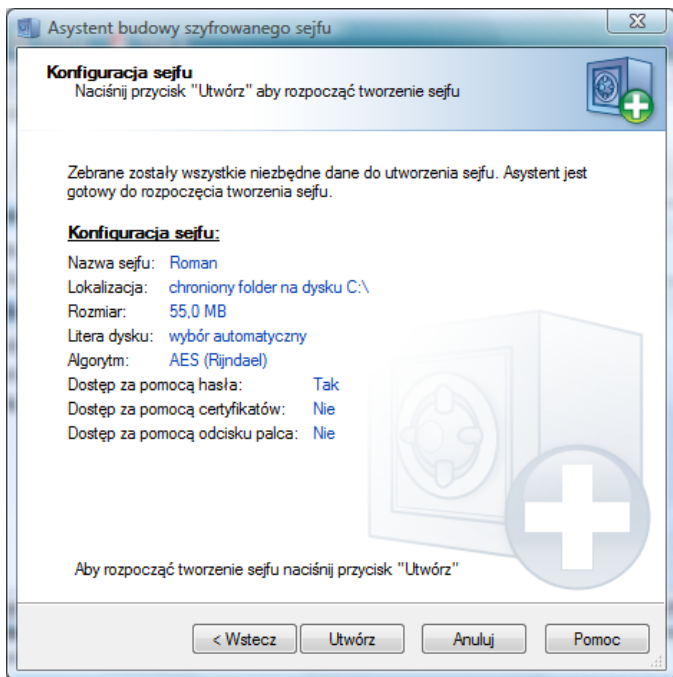 Asystent budowy szyfrowanego sejfu
Konfiguracja sejfu
Naciśnij przycisk "Utwórz" aby rozpocząć tworzenie sejfu
Zebrane zostały wszystkie niezbędne dane do utworzenia sejfu. Asystent jest
gotowy do rozpoczęcia tworzenia sejfu.
Konfiguracja sejfu:
Nazwa sejfu: Roman
Lokalizacja: chroniony folder na dysku C:\
Rozmiar: 55,0 MB
Litera dysku: wybór automatyczny
Algorytm: AES (Rijndael)
Dostęp za pomocą hasła: Tak
Dostęp za pomocą certyfikatów: Nie
Dostęp za pomocą odcisku palca: Nie
Aby rozpocząć tworzenie sejfu naciśnij przycisk "Utwórz"
< Wstecz Utwórz Anuluj Pomoc